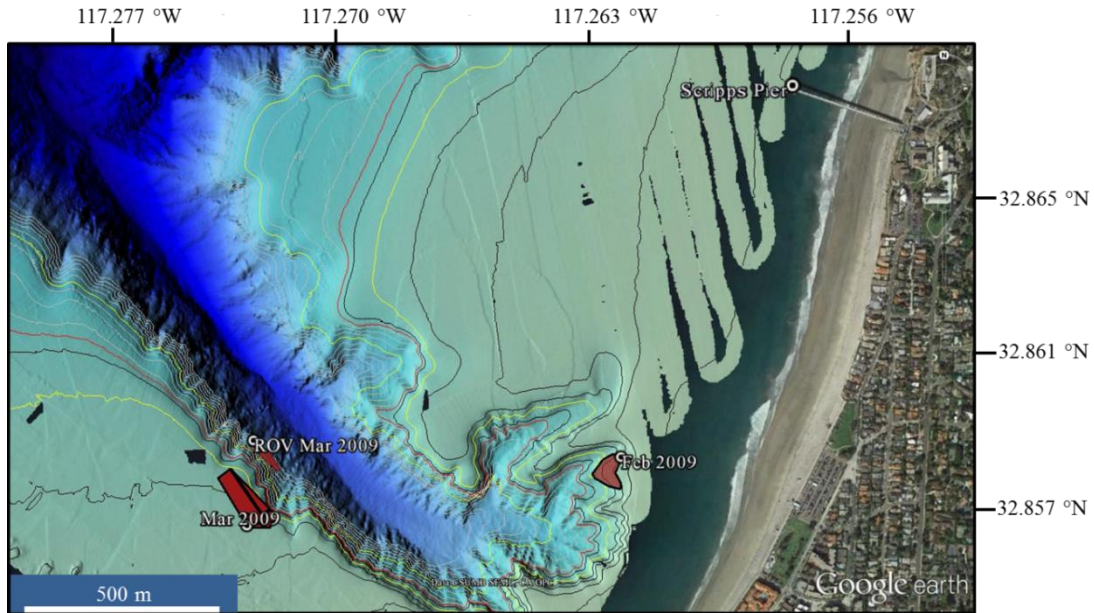 117.277 °W 117.270 °W 117.263 °W 117.256 °W
N
Scripps Pier
32.865 °N
32.861 °N
ROV Mar 2009
Feb 2009
32.857 °N
Mar 2009
Google earth
500 m